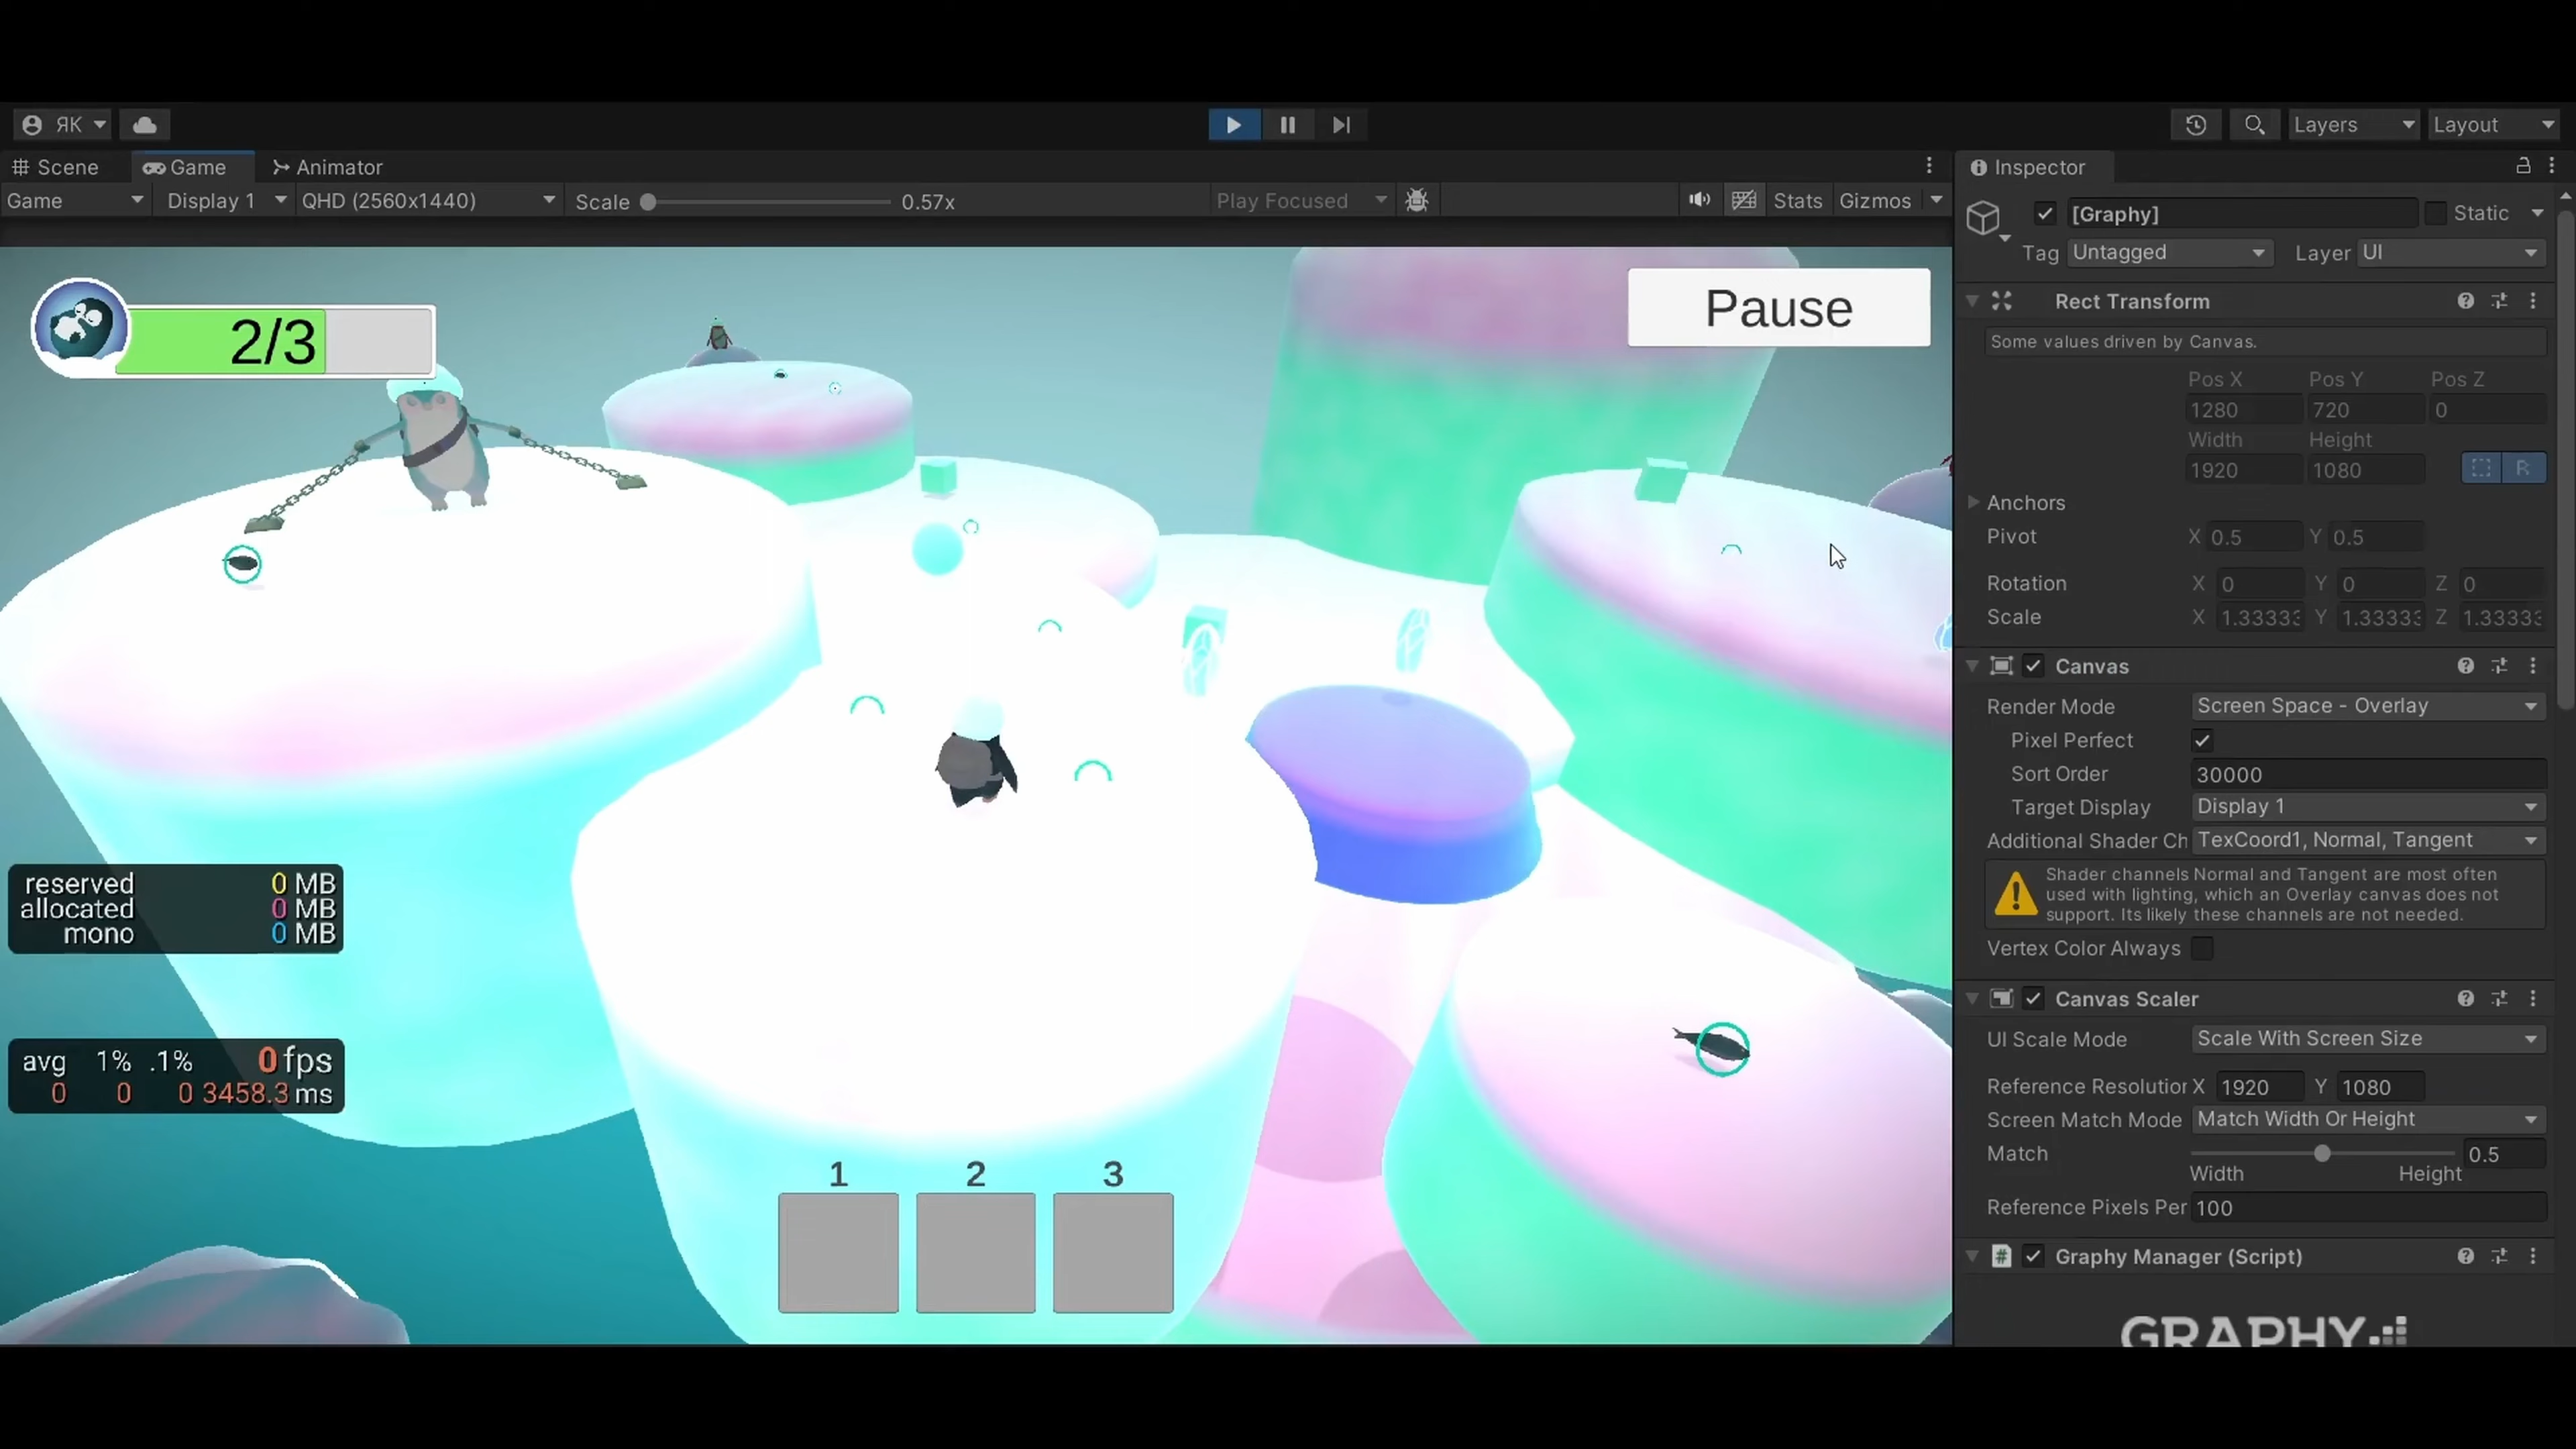 ЯК
Layers
Layout
Scene
Game
Animator
Inspector
Game
Display 1
QHD (2560x1440)
Scale
0.57x
Play Focused
Stats
Gizmos
[Graphy]
Static
Tag
Untagged
Layer
UI
2/3
Pause
Rect Transform
Some values driven by Canvas.
Pos X Pos Y Pos Z
1280 720 0
Width Height
1920 1080
R
Anchors
Pivot X 0.5 Y 0.5
Rotation X 0 Y 0 Z 0
Scale X 1.33333 Y 1.33333 Z 1.33333
Canvas
Render Mode Screen Space - Overlay
Pixel Perfect
Sort Order 30000
Target Display Display 1
Additional Shader Ch TexCoord1, Normal, Tangent
Shader channels Normal and Tangent are most often
used with lighting, which an Overlay canvas does not
support. Its likely these channels are not needed.
Vertex Color Always
Canvas Scaler
UI Scale Mode Scale With Screen Size
Reference Resolution X 1920 Y 1080
Screen Match Mode Match Width Or Height
Match 0.5
Width Height
Reference Pixels Per 100
Graphy Manager (Script)
GRAPHY
reserved 0 MB
allocated 0 MB
mono 0 MB
avg 1% .1% 0 fps
0 0 0 3458.3 ms
1 2 3